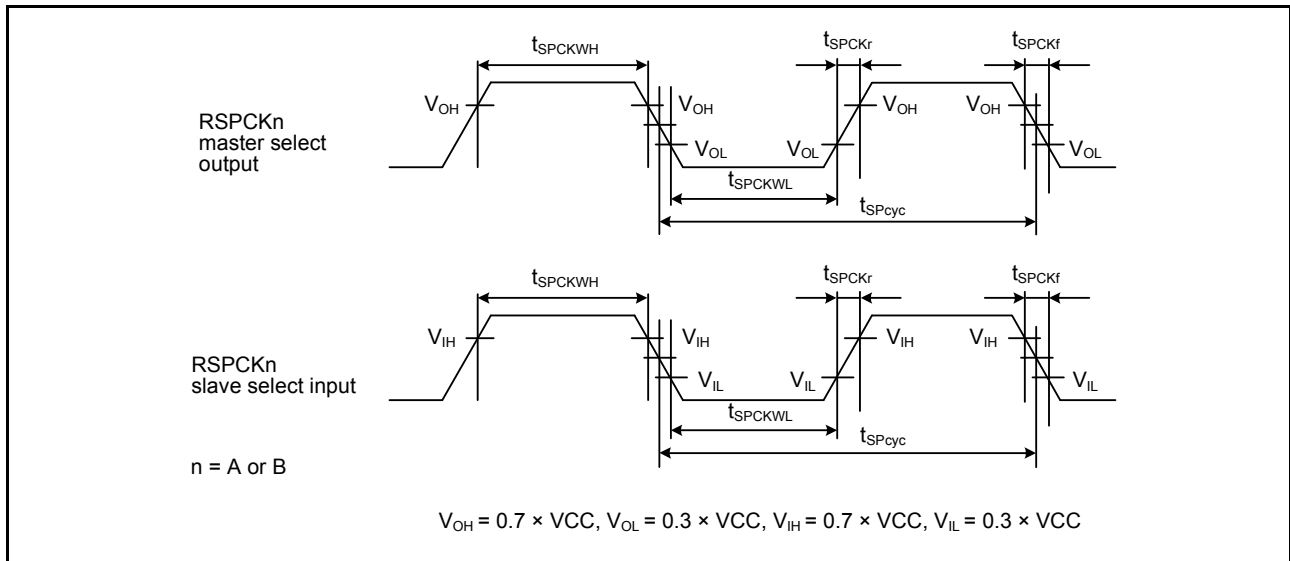 tSPCKWH
tSPCKr
tSPCKf
VOH
VOH
VOH
VOH
RSPCKn
master select
output
VOL
VOL
VOL
tSPCKWL
tSPcyc
tSPCKWH
tSPCKr
tSPCKf
VIH
VIH
VIH
VIH
RSPCKn
slave select input
VIL
VIL
VIL
tSPCKWL
tSPcyc
n = A or B
VOH = 0.7 × VCC, VOL = 0.3 × VCC, VIH = 0.7 × VCC, VIL = 0.3 × VCC